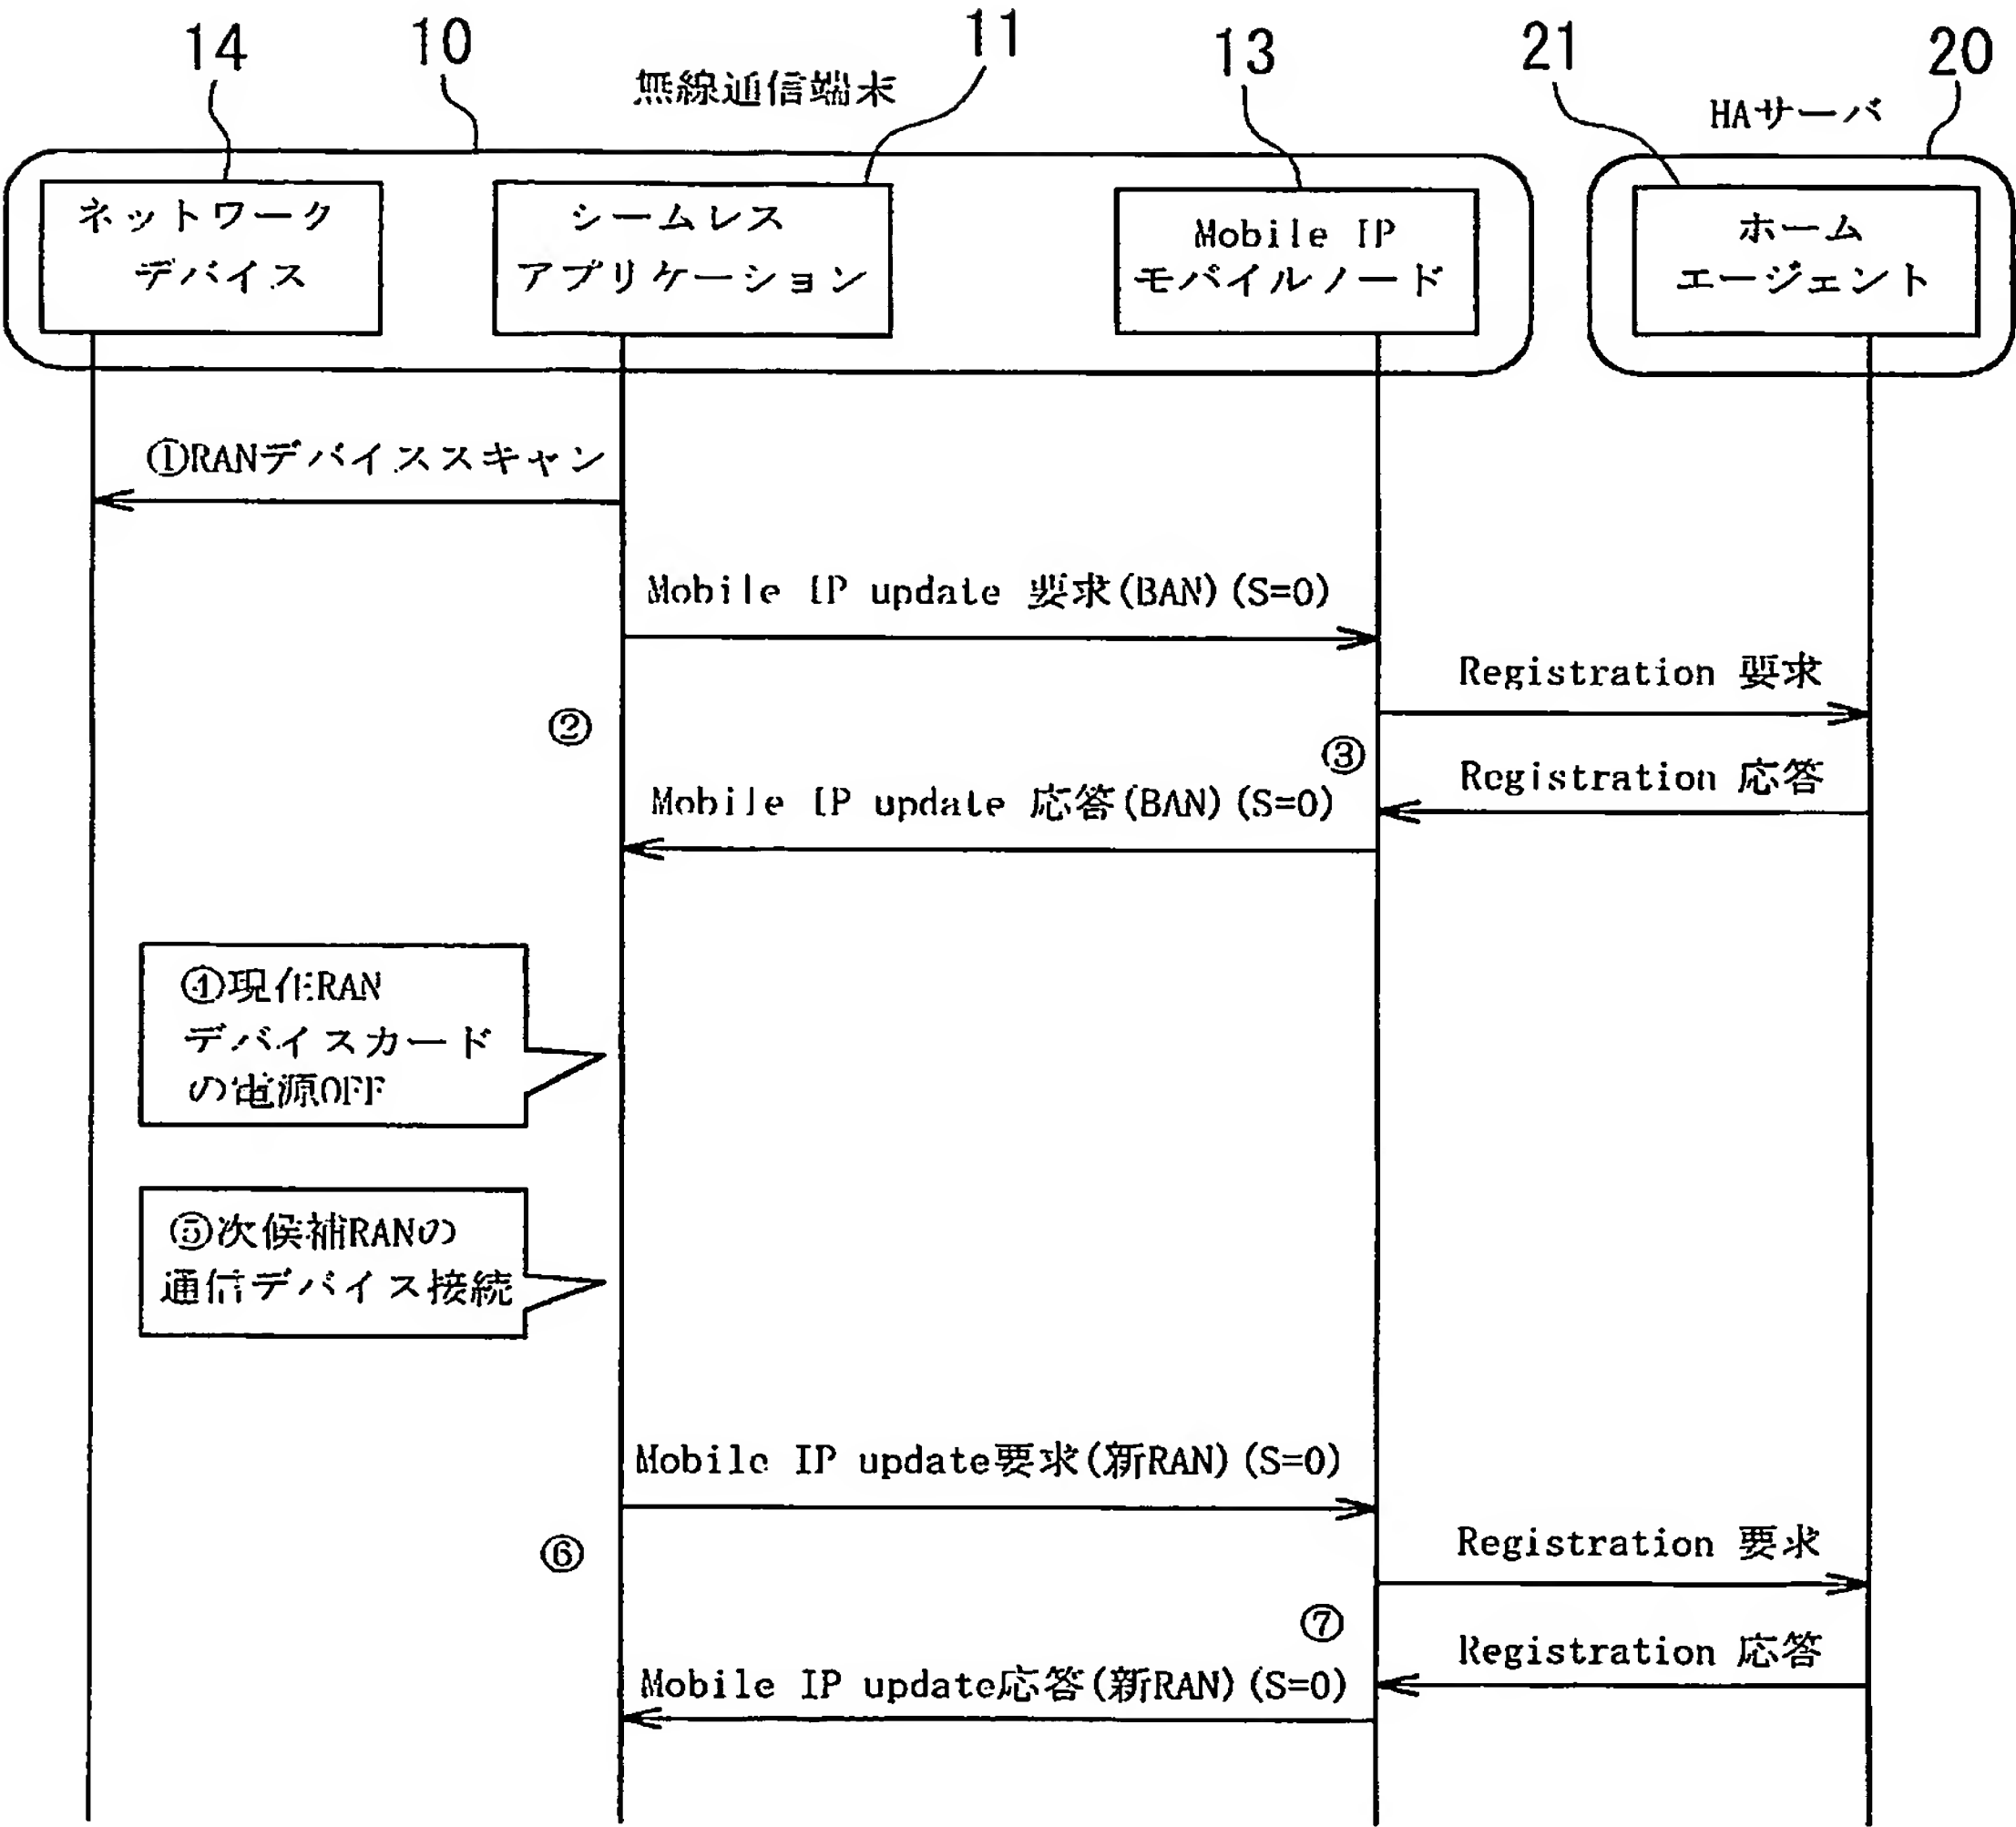 14
10
11
13
21
20
無線通信端末
HAサーバ
ネットワーク
デバイス
シームレス
アプリケーション
Mobile IP
モバイルノード
ホーム
エージェント
①RANデバイススキャン
Mobile IP update 要求(BAN)(S=0)
Registration 要求
②
③
Registration 応答
Mobile IP update 応答(BAN)(S=0)
④現在RAN
デバイスカード
の電源OFF
⑤次候補RANの
通信デバイス接続
Mobile IP update要求(新RAN)(S=0)
Registration 要求
⑥
⑦
Registration 応答
Mobile IP update応答(新RAN)(S=0)